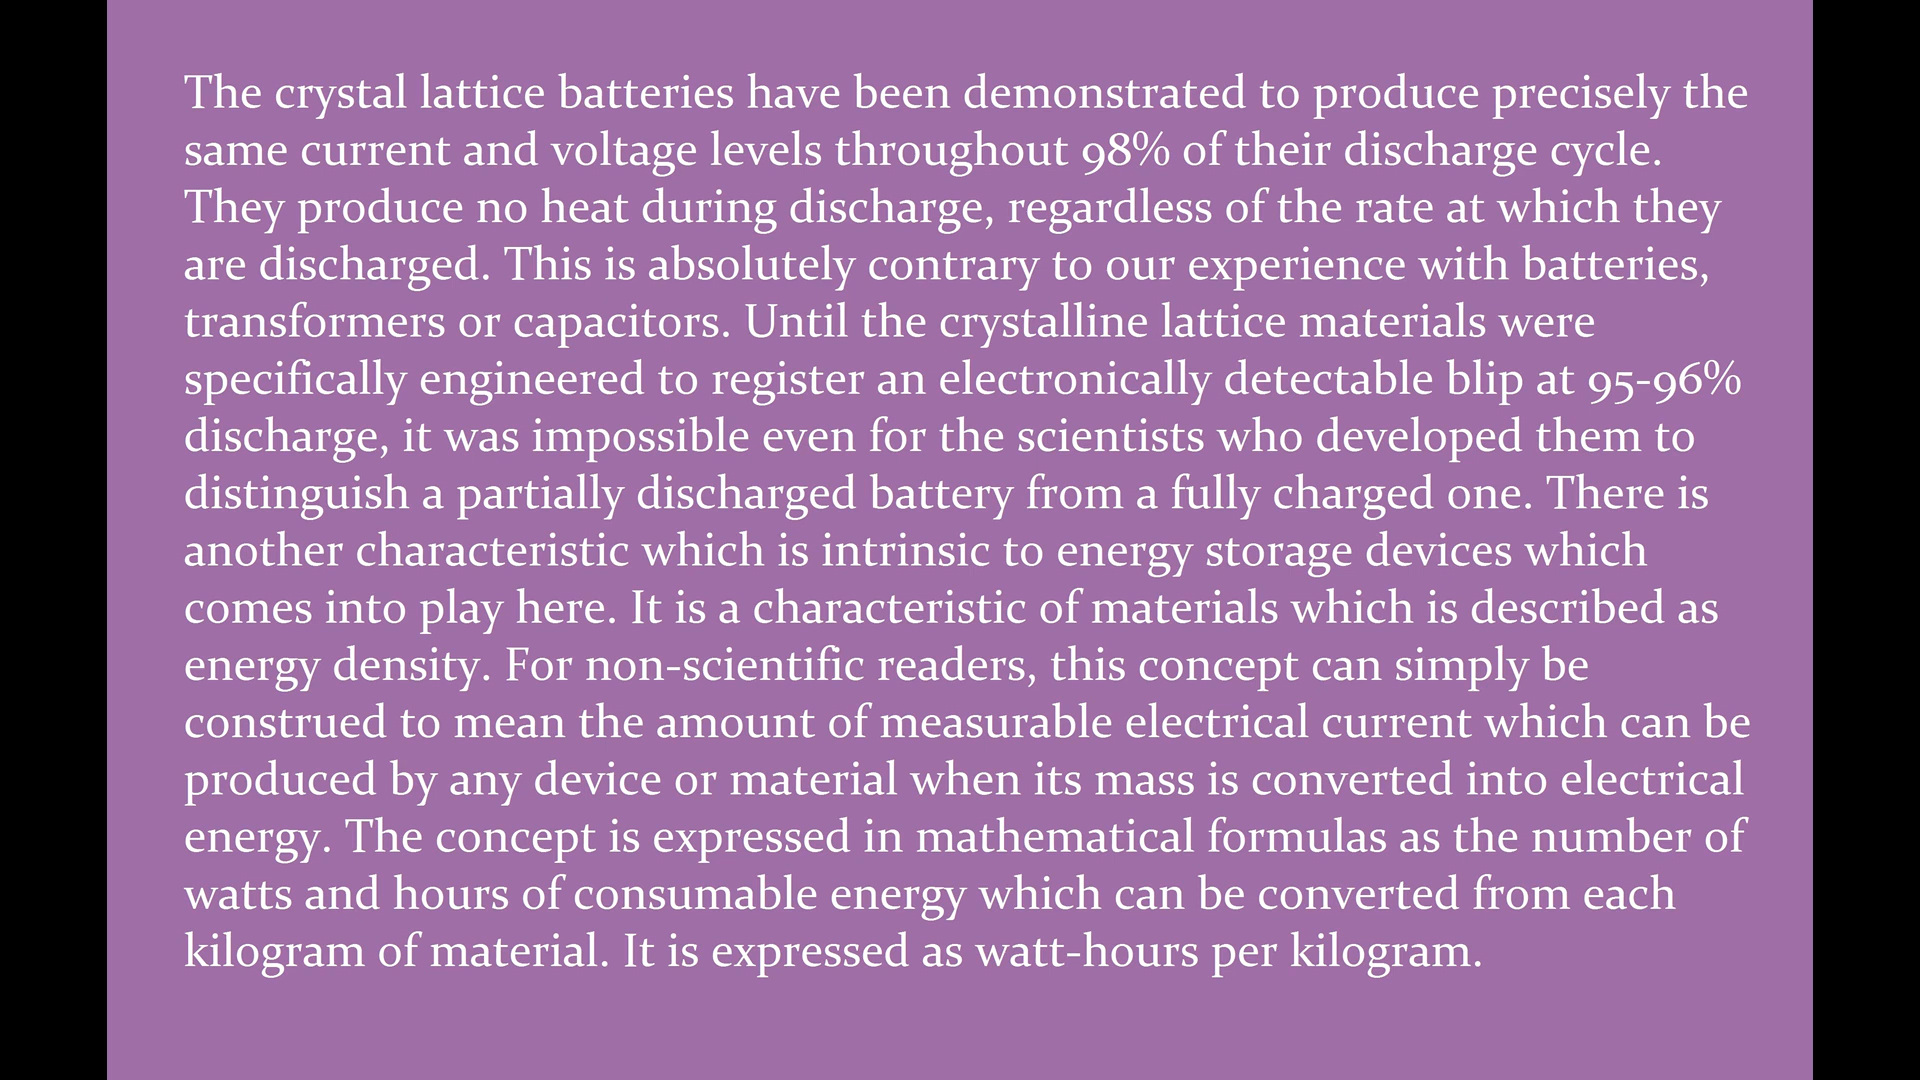 The crystal lattice batteries have been demonstrated to produce precisely the
same current and voltage levels throughout 98% of their discharge cycle.
They produce no heat during discharge, regardless of the rate at which they
are discharged. This is absolutely contrary to our experience with batteries,
transformers or capacitors. Until the crystalline lattice materials were
specifically engineered to register an electronically detectable blip at 95-96%
discharge, it was impossible even for the scientists who developed them to
distinguish a partially discharged battery from a fully charged one. There is
another characteristic which is intrinsic to energy storage devices which
comes into play here. It is a characteristic of materials which is described as
energy density. For non-scientific readers, this concept can simply be
construed to mean the amount of measurable electrical current which can be
produced by any device or material when its mass is converted into electrical
energy. The concept is expressed in mathematical formulas as the number of
watts and hours of consumable energy which can be converted from each
kilogram of material. It is expressed as watt-hours per kilogram.